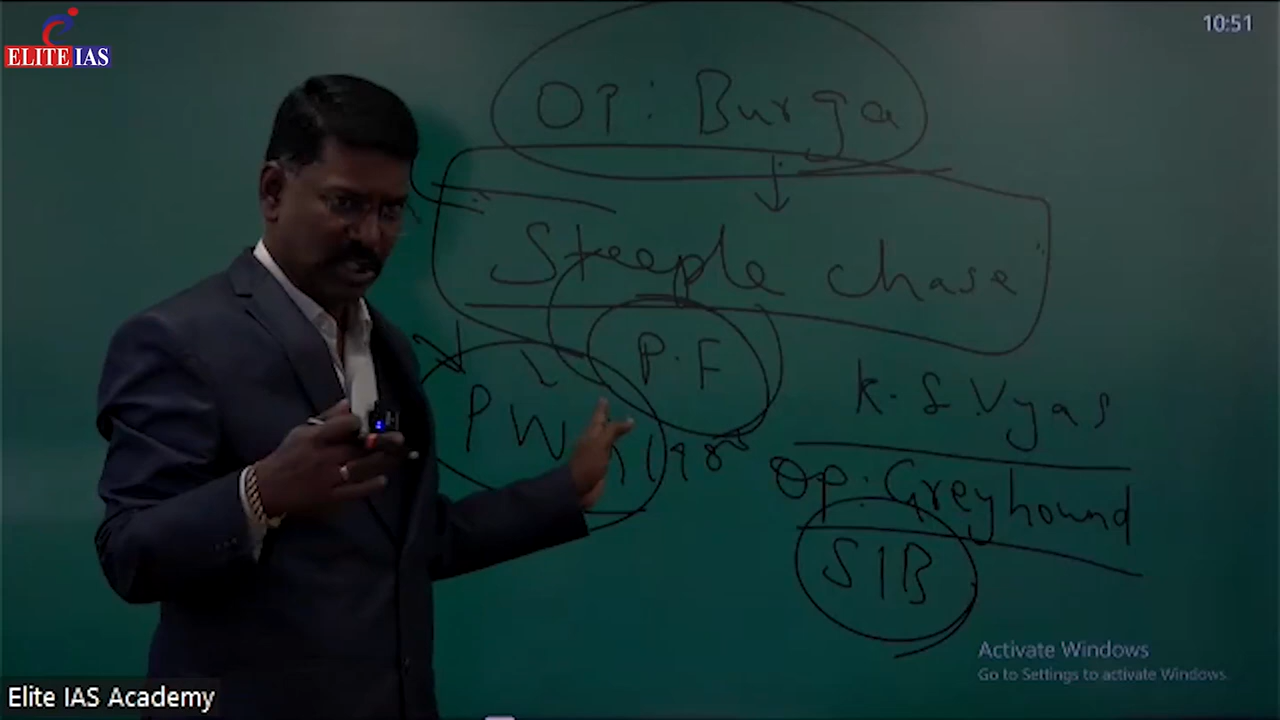 ELITE IAS
10:51
OP: Burga
Steeple chase
P.F
K.S.Vyas
PW
Op: Greyhound
SIB
Activate Windows
Go to Settings to activate Windows.
Elite IAS Academy